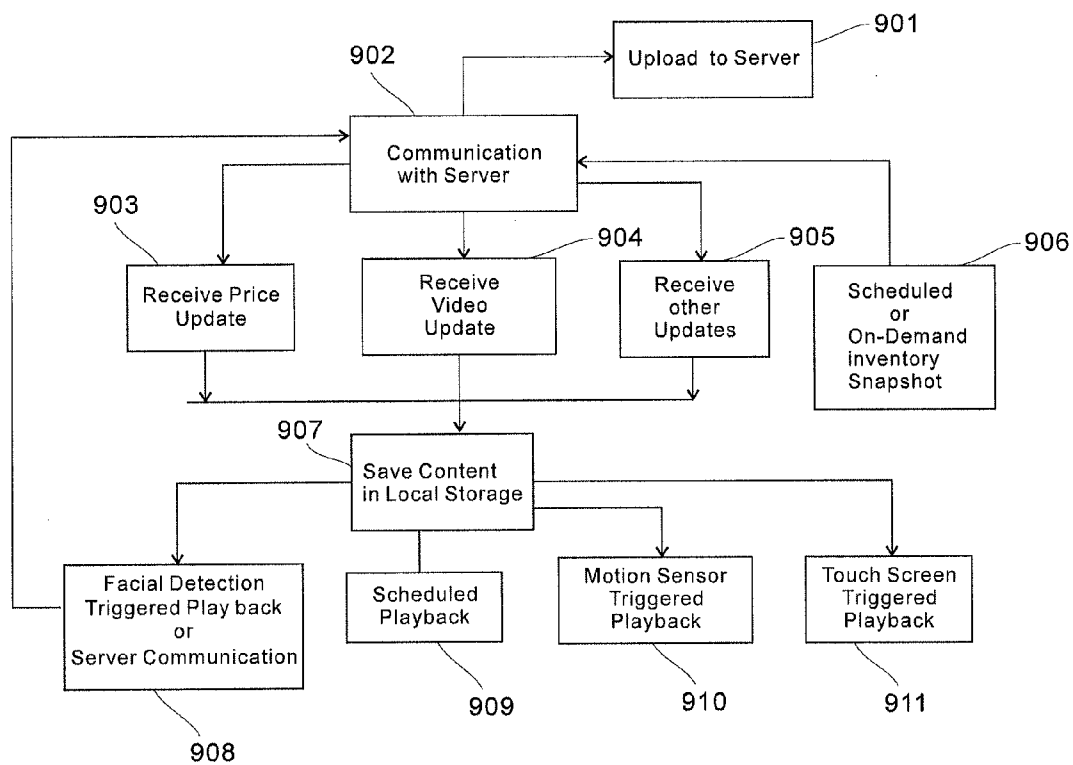 901
Upload to Server
902
Communication
with Server
903
904
905
906
Receive Price
Update
Receive
Video
Update
Receive
other
Updates
Scheduled
or
On-Demand
inventory
Snapshot
907
Save Content
in Local Storage
Facial Detection
Triggered Play back
or
Server Communication
Scheduled
Playback
Motion Sensor
Triggered
Playback
Touch Screen
Triggered
Playback
908
909
910
911